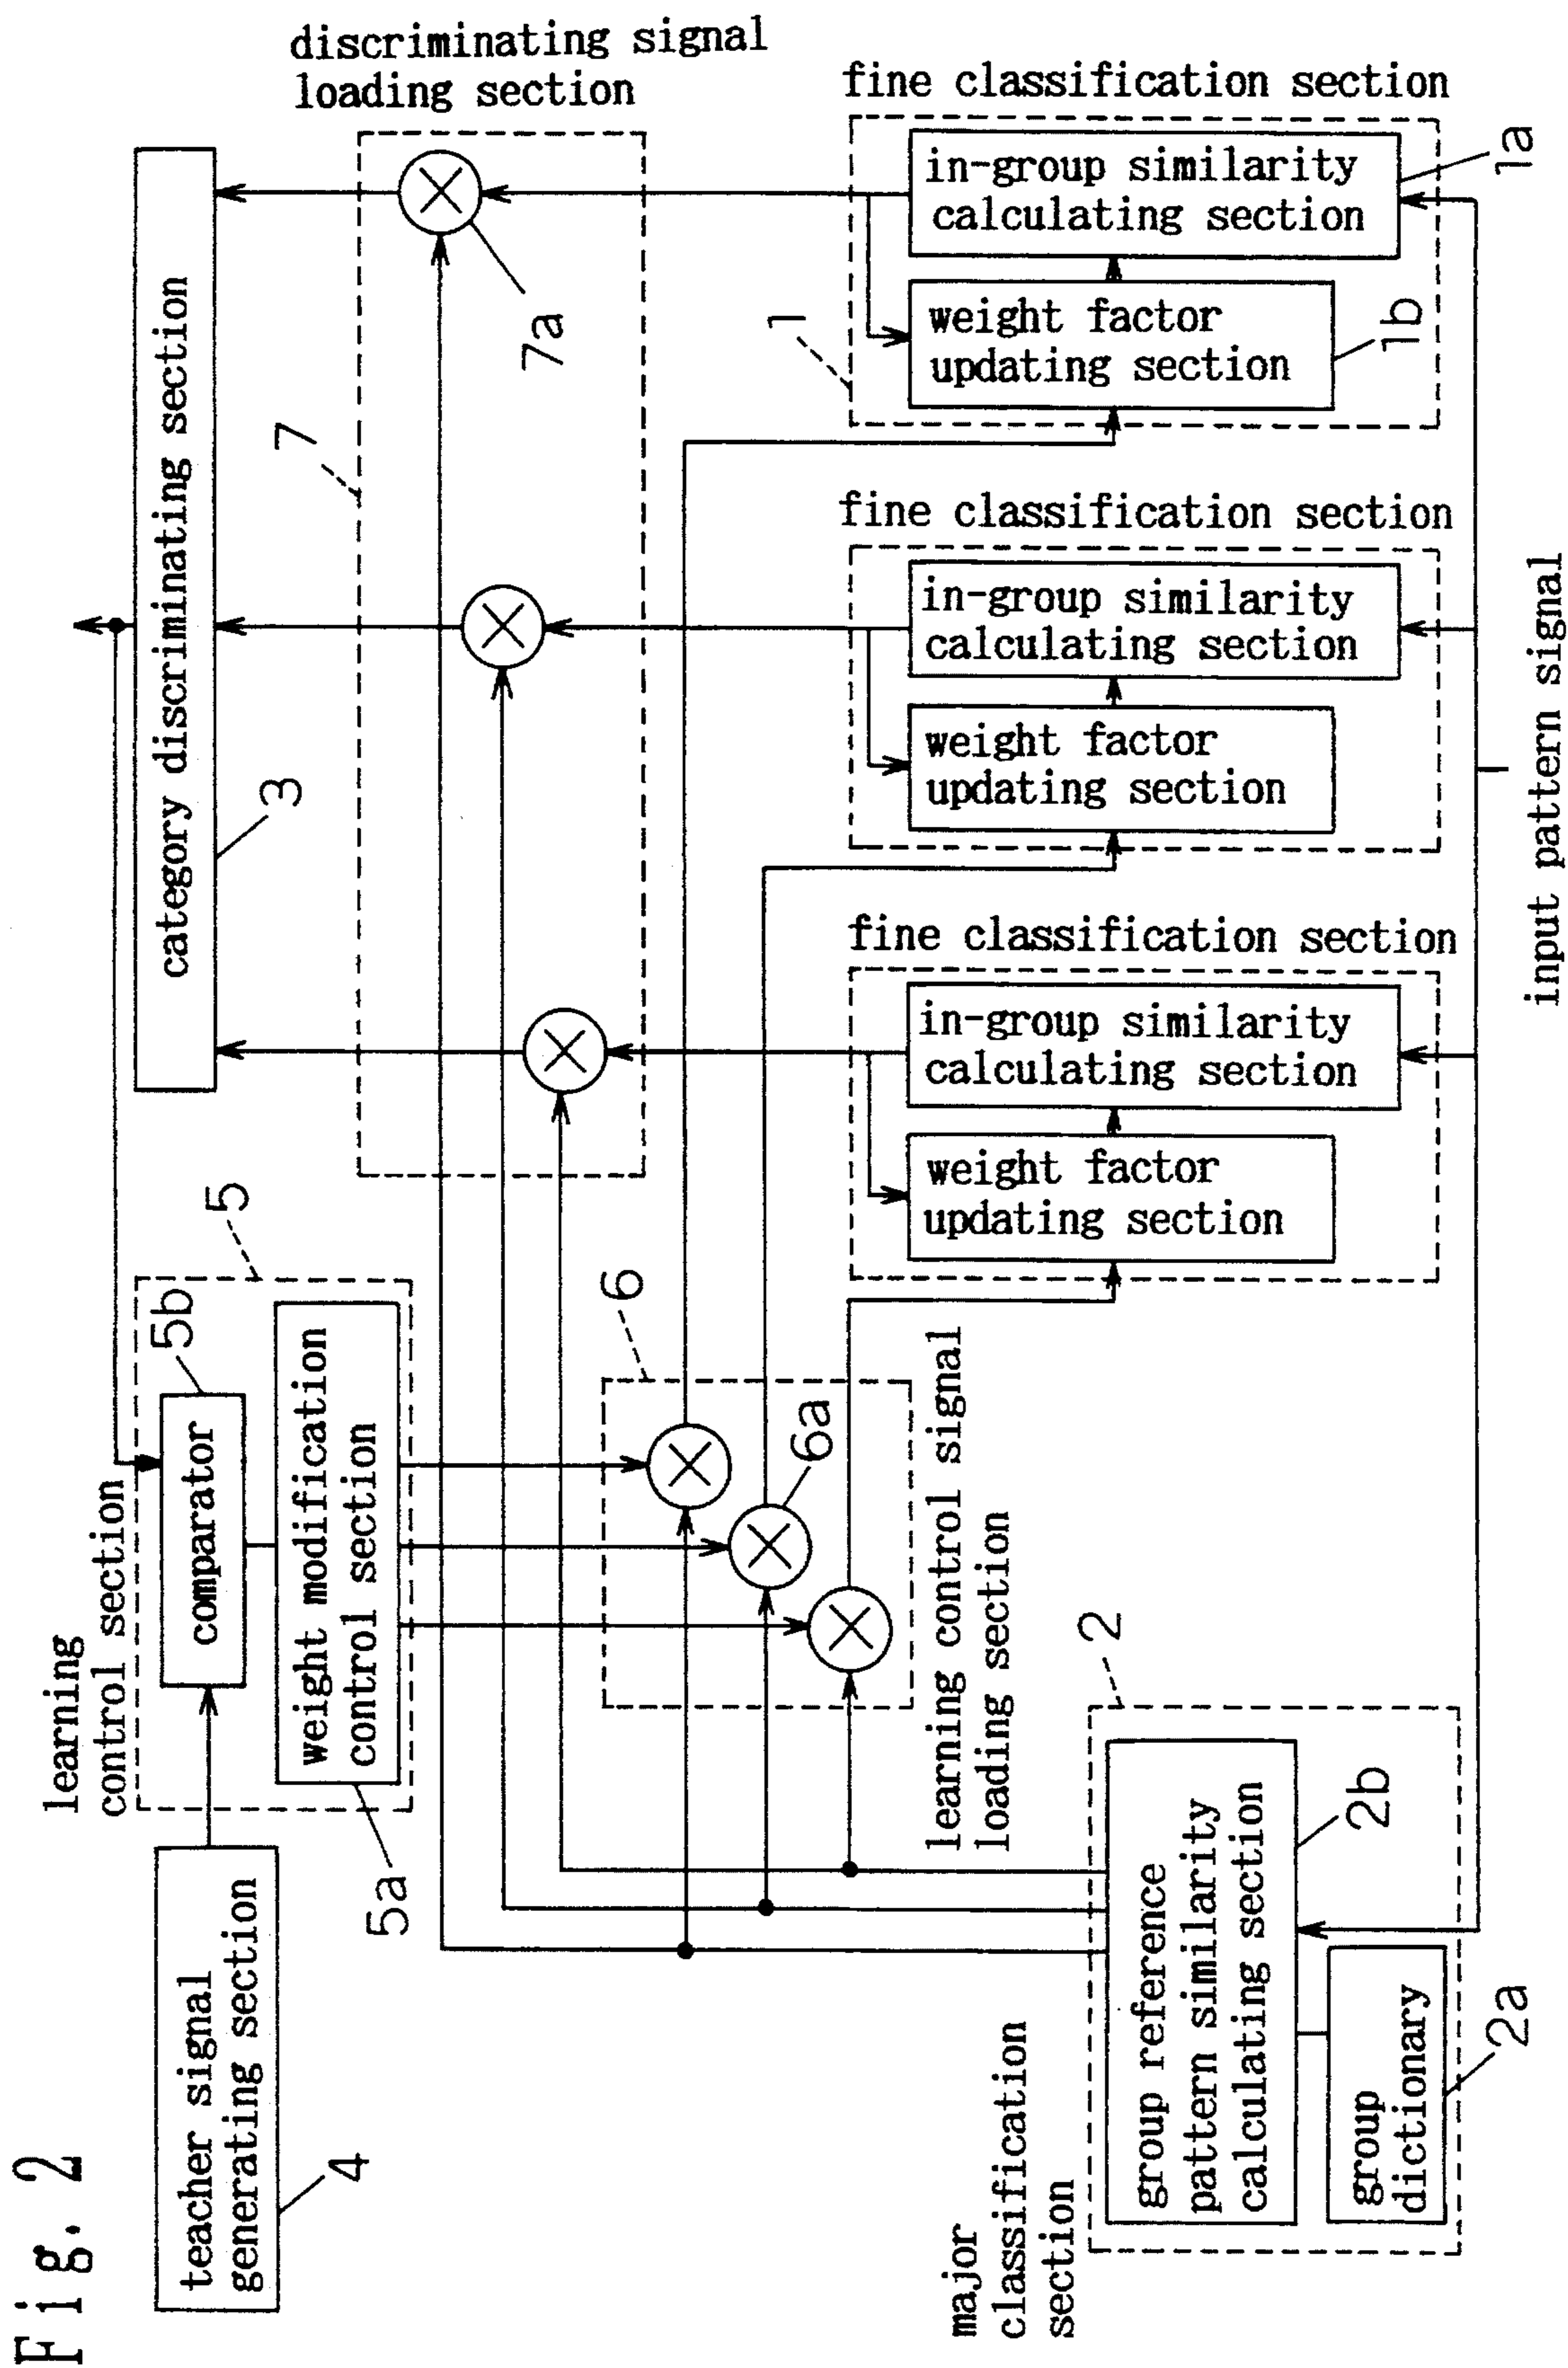 Fig. 2
teacher signal
generating section
4
learning
control section
5
comparator
5b
weight modification
control section
5a
category discriminating section
3
discriminating signal
loading section
7
7a
6
6a
learning control signal
loading section
major
classification
section
2
group reference
pattern similarity
calculating section
2b
group
dictionary
2a
fine classification section
in-group similarity
calculating section
weight factor
updating section
fine classification section
in-group similarity
calculating section
weight factor
updating section
fine classification section
1
in-group similarity
calculating section
1a
weight factor
updating section
1b
input pattern signal